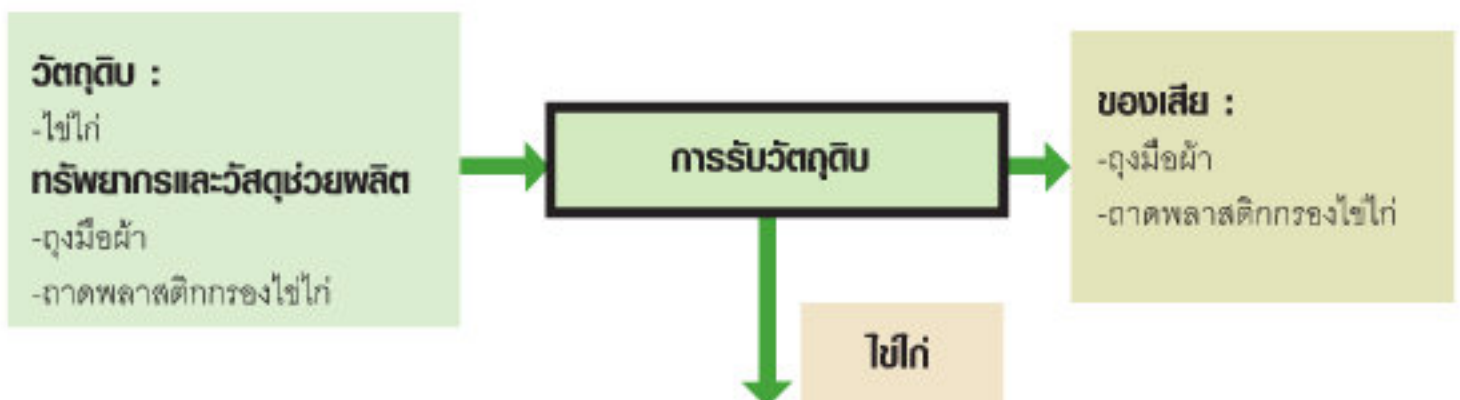 วัตถุดิบ :
-ไข่ไก่
ทรัพยากรและวัสดุช่วยผลิต
-ถุงมือผ้า
-ถาดพลาสติกกรองไข่ไก่
การรับวัตถุดิบ
ของเสีย :
-ถุงมือผ้า
-ถาดพลาสติกกรองไข่ไก่
ไข่ไก่